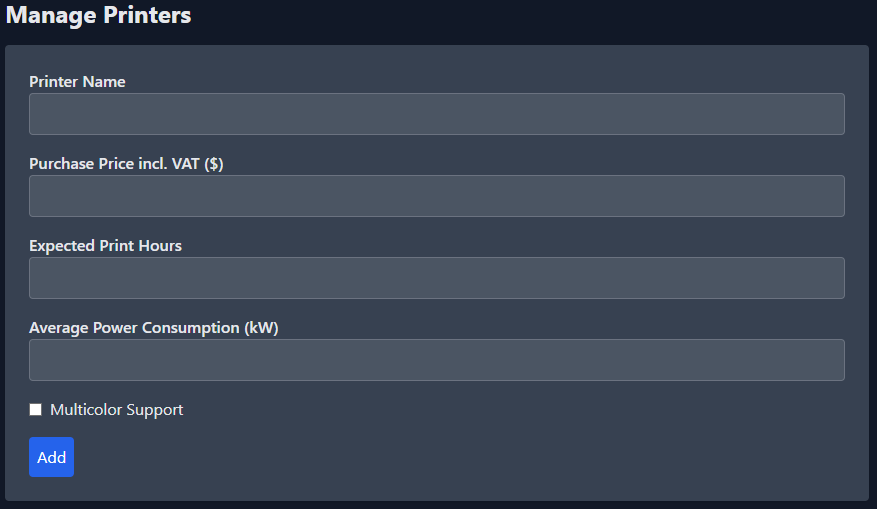 Manage Printers
Printer Name
Purchase Price incl. VAT ($)
Expected Print Hours
Average Power Consumption (kW)
Multicolor Support
Add